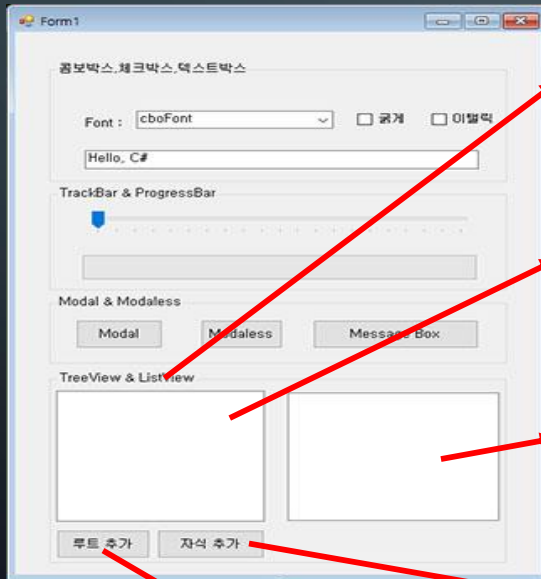 Form1
콤보박스,체크박스,덱스트박스
Font : cboFont 굵게 이탤릭
Hello, C#
TrackBar & ProgressBar
Modal & Modaless
Modal Modaless Message Box
TreeView & ListView
루트 추가 자식 추가